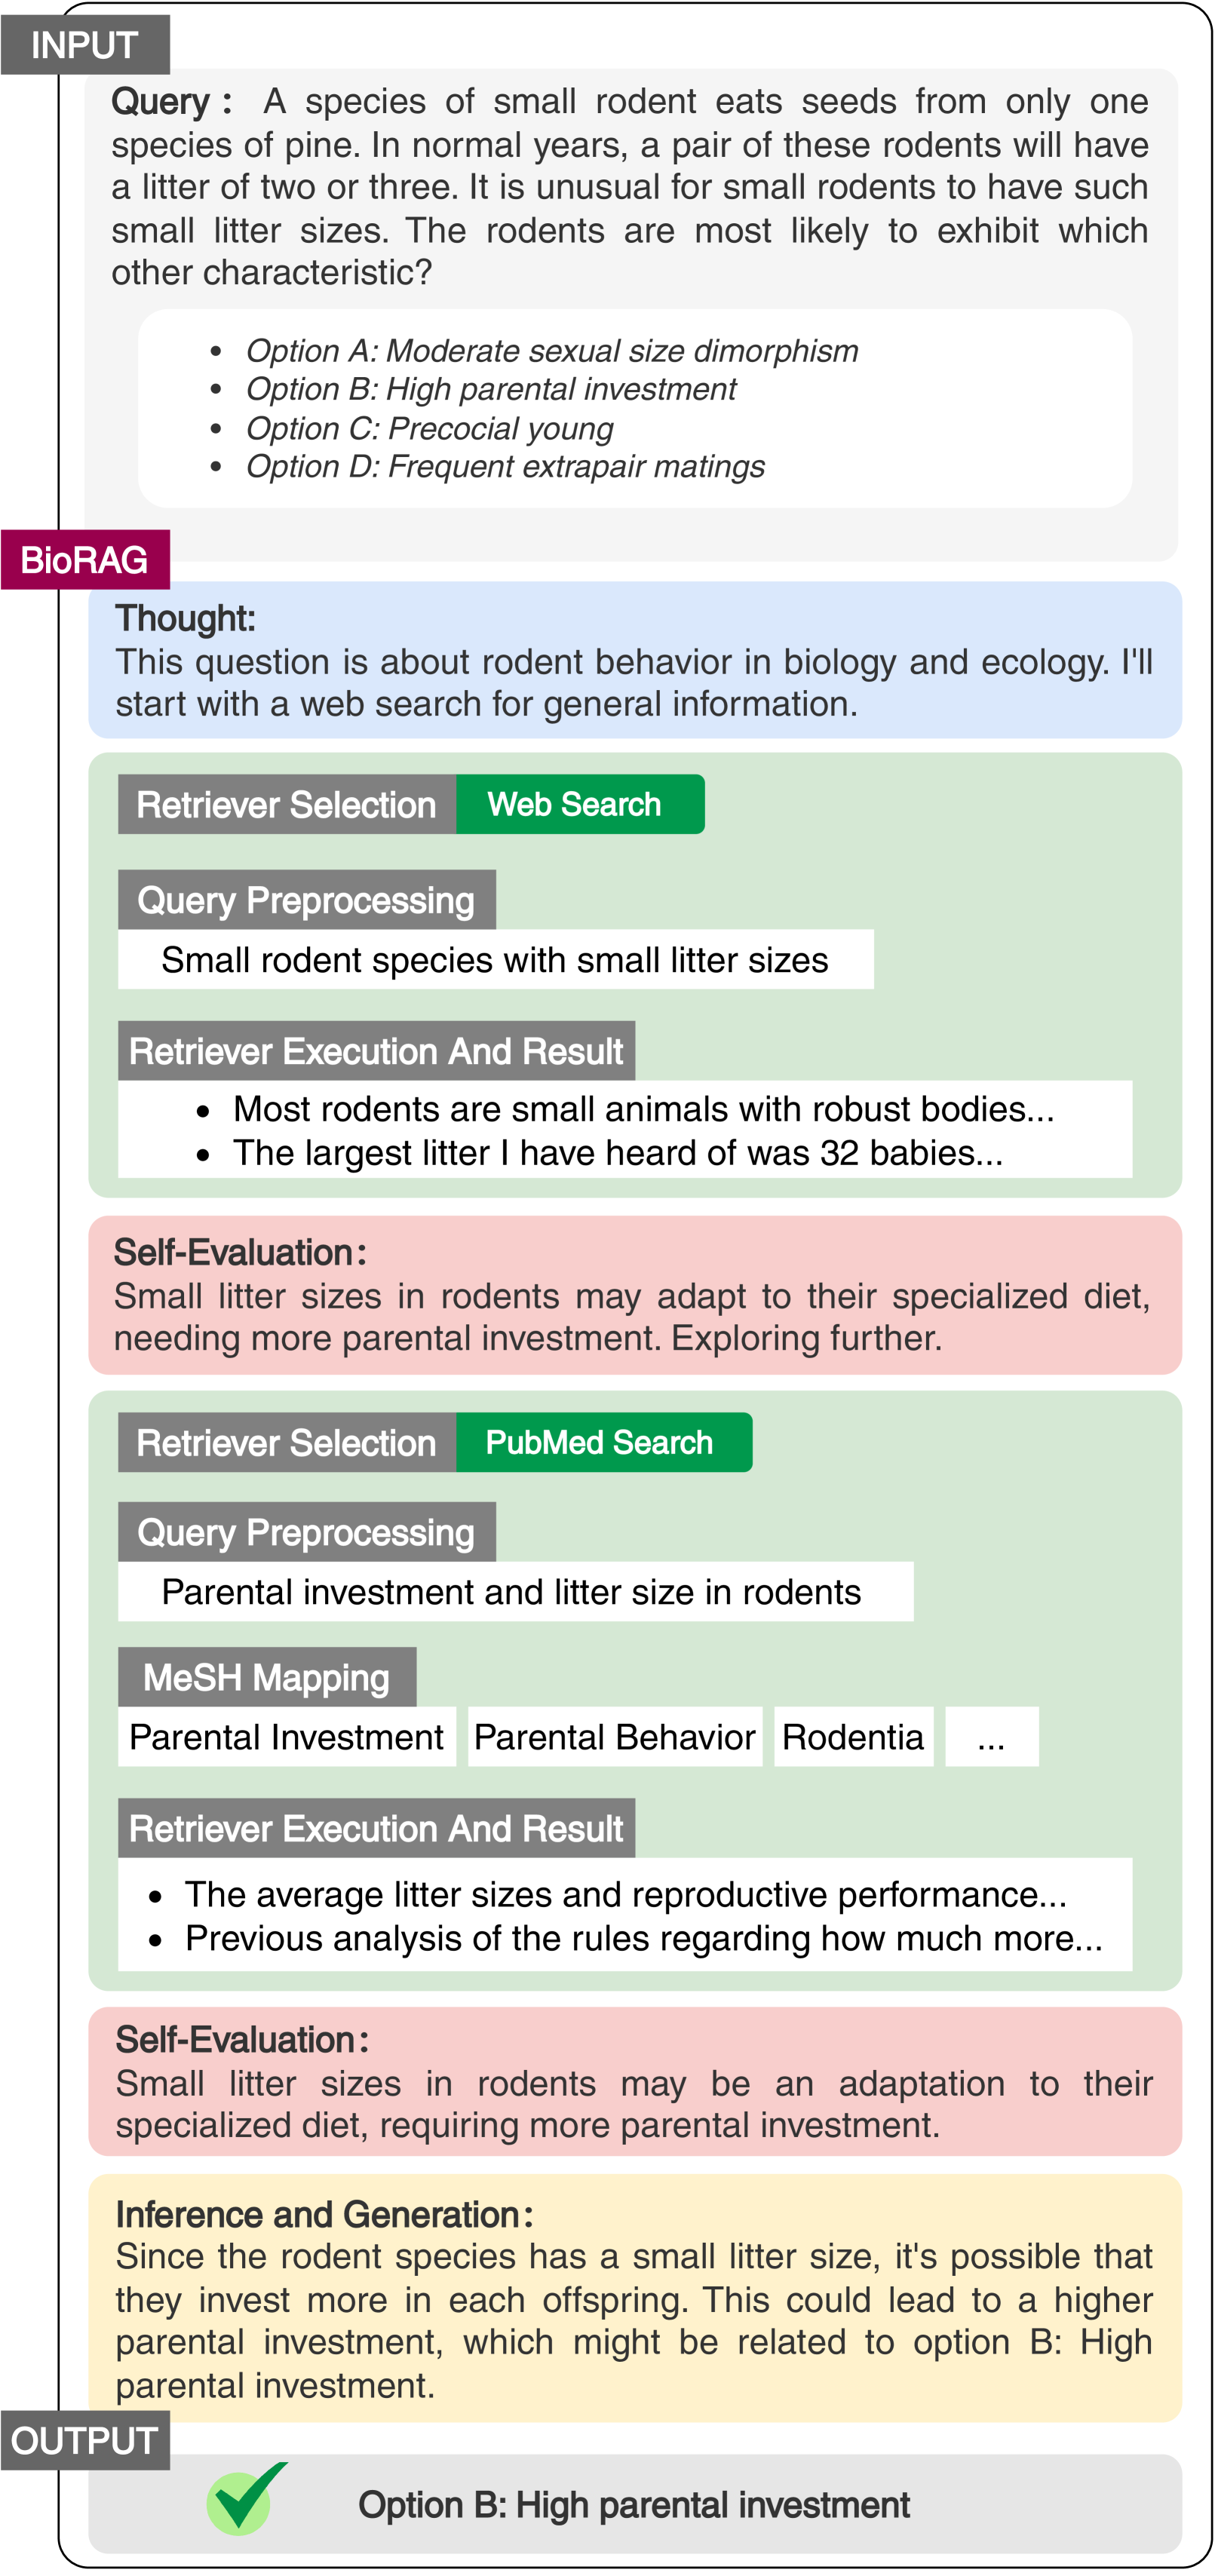 INPUT
Query : A species of small rodent eats seeds from only one
species of pine. In normal years, a pair of these rodents will have
a litter of two or three. It is unusual for small rodents to have such
small litter sizes. The rodents are most likely to exhibit which
other characteristic?
• Option A: Moderate sexual size dimorphism
• Option B: High parental investment
• Option C: Precocial young
• Option D: Frequent extrapair matings
BioRAG
Thought:
This question is about rodent behavior in biology and ecology. I'll
start with a web search for general information.
Retriever Selection Web Search
Query Preprocessing
Small rodent species with small litter sizes
Retriever Execution And Result
• Most rodents are small animals with robust bodies...
• The largest litter I have heard of was 32 babies...
Self-Evaluation:
Small litter sizes in rodents may adapt to their specialized diet,
needing more parental investment. Exploring further.
Retriever Selection PubMed Search
Query Preprocessing
Parental investment and litter size in rodents
MeSH Mapping
Parental Investment Parental Behavior Rodentia ...
Retriever Execution And Result
• The average litter sizes and reproductive performance...
• Previous analysis of the rules regarding how much more...
Self-Evaluation:
Small litter sizes in rodents may be an adaptation to their
specialized diet, requiring more parental investment.
Inference and Generation:
Since the rodent species has a small litter size, it's possible that
they invest more in each offspring. This could lead to a higher
parental investment, which might be related to option B: High
parental investment.
OUTPUT
Option B: High parental investment